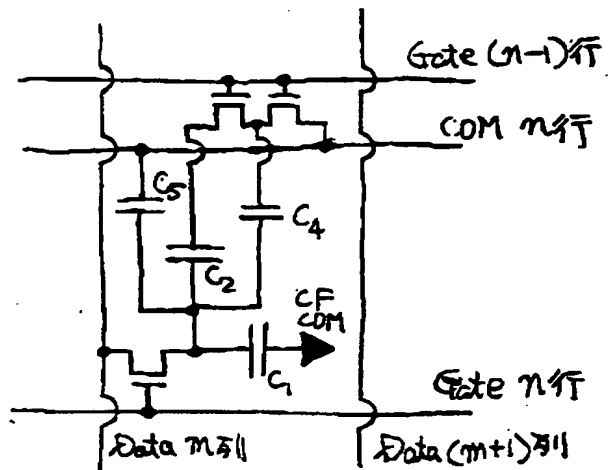 Gate (n-1)行
COM n行
C5
C4
C2
CF
COM
C1
Gate n行
Data m列
Data (m+1)列